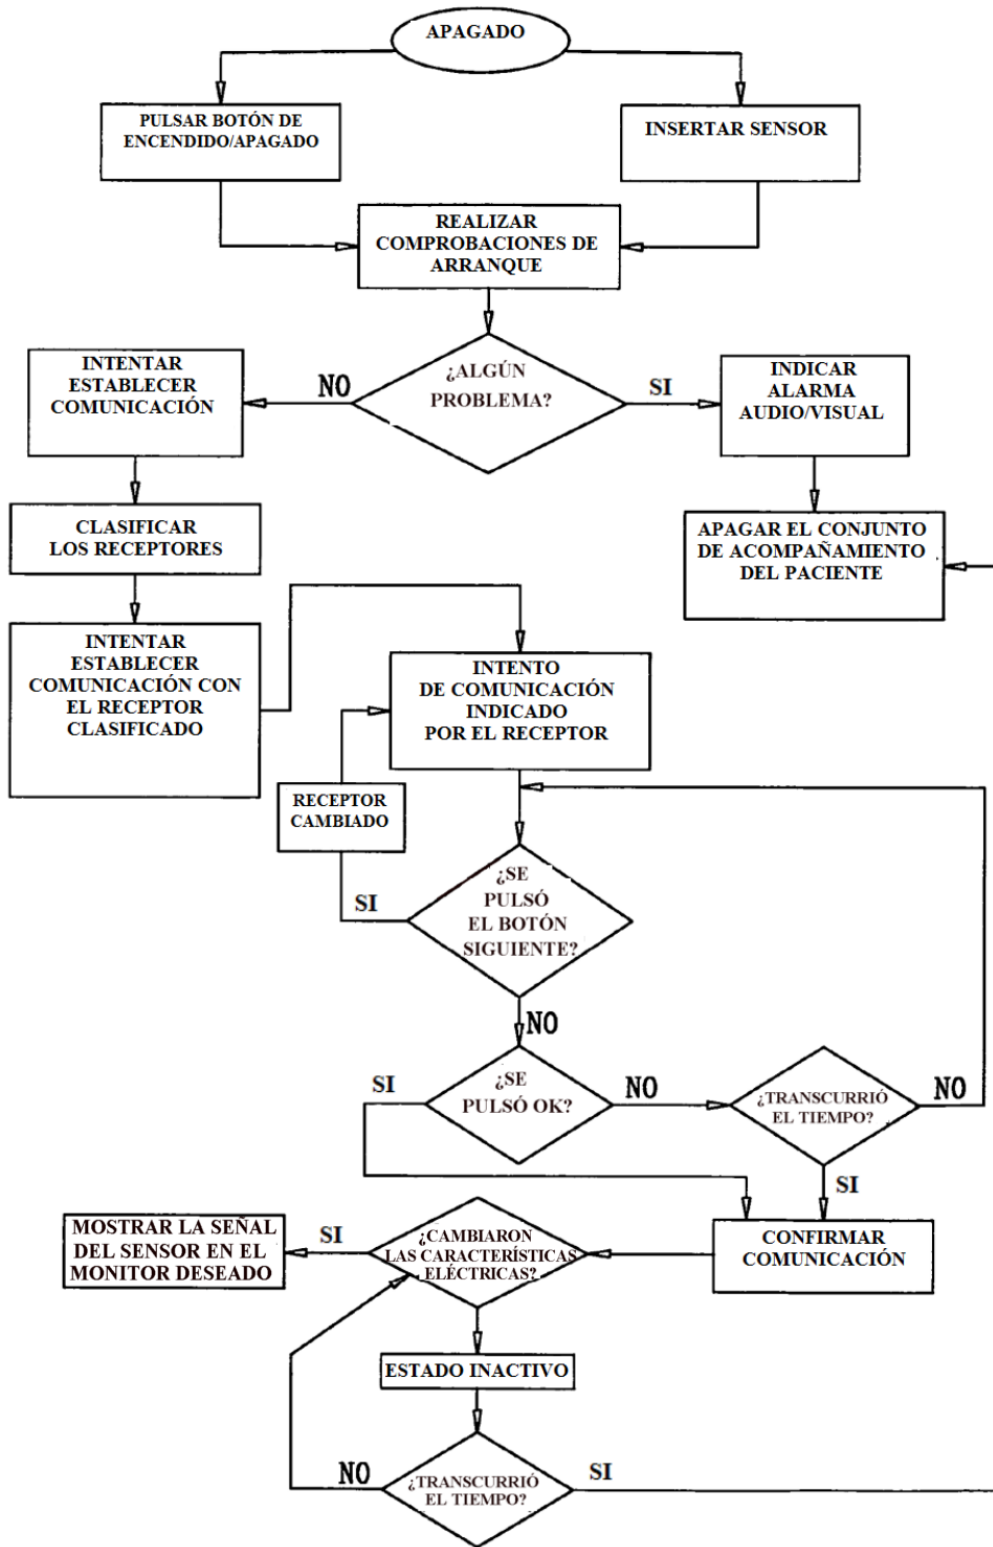 APAGADO
PULSAR BOTÓN DE
ENCENDIDO/APAGADO
INSERTAR SENSOR
REALIZAR
COMPROBACIONES DE
ARRANQUE
¿ALGÚN
PROBLEMA?
NO
SI
INTENTAR
ESTABLECER
COMUNICACIÓN
INDICAR
ALARMA
AUDIO/VISUAL
CLASIFICAR
LOS RECEPTORES
APAGAR EL CONJUNTO
DE ACOMPAÑAMIENTO
DEL PACIENTE
INTENTAR
ESTABLECER
COMUNICACIÓN CON
EL RECEPTOR
CLASIFICADO
INTENTO
DE COMUNICACIÓN
INDICADO
POR EL RECEPTOR
RECEPTOR
CAMBIADO
¿SE
PULSÓ
EL BOTÓN
SIGUIENTE?
SI
NO
¿SE
PULSÓ OK?
SI
NO
¿TRANSCURRIÓ
EL TIEMPO?
NO
SI
CONFIRMAR
COMUNICACIÓN
¿CAMBIARON
LAS CARACTERÍSTICAS
ELÉCTRICAS?
SI
MOSTRAR LA SEÑAL
DEL SENSOR EN EL
MONITOR DESEADO
ESTADO INACTIVO
¿TRANSCURRIÓ
EL TIEMPO?
NO
SI